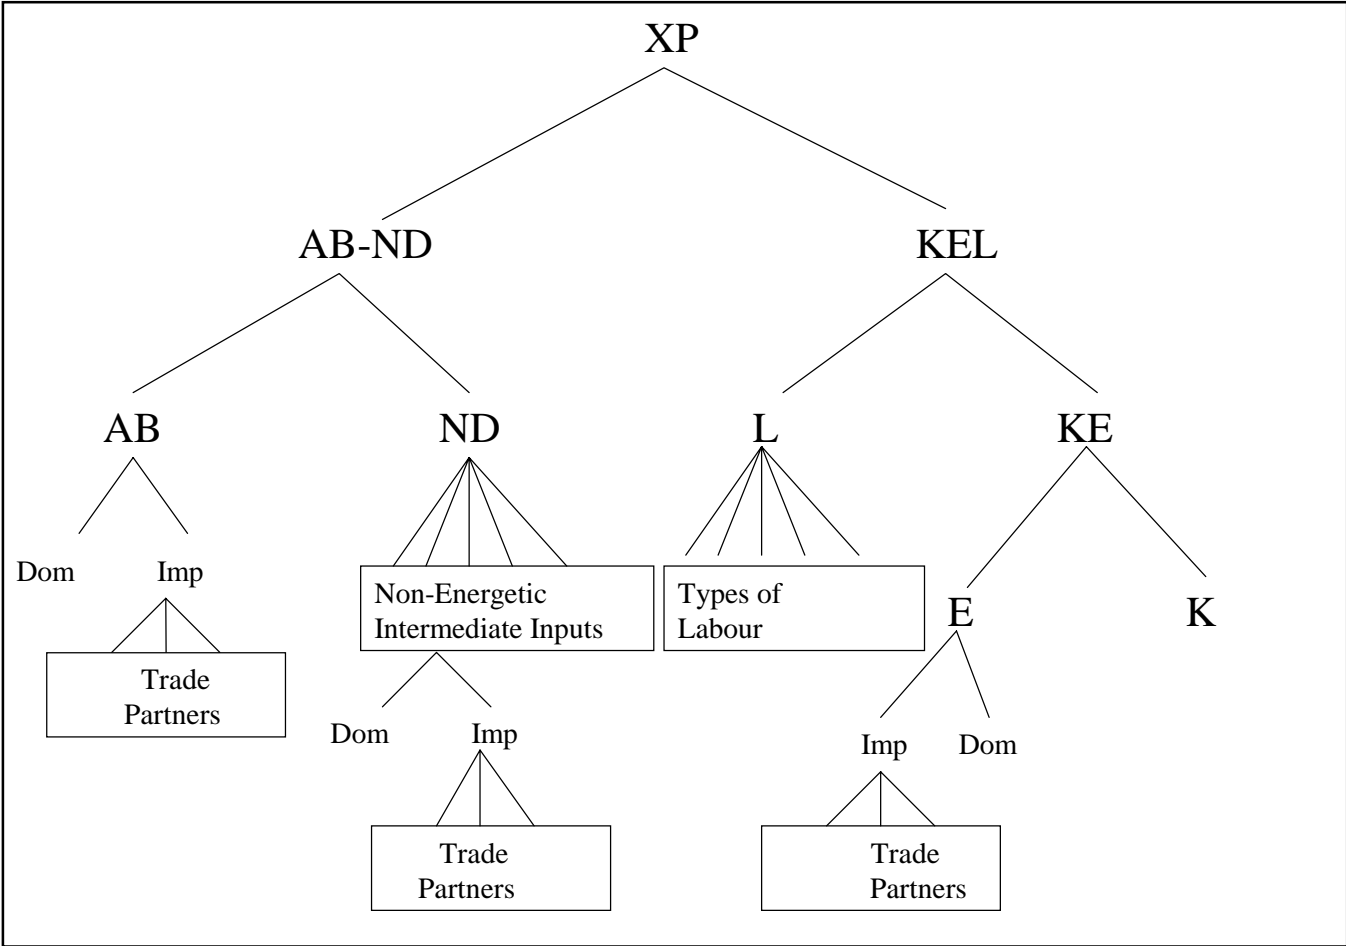 XP
AB-ND
KEL
AB
ND
L
KE
Dom
Imp
Non-Energetic
Intermediate Inputs
Types of
Labour
E
K
Trade
Partners
Dom
Imp
Imp
Dom
Trade
Partners
Trade
Partners